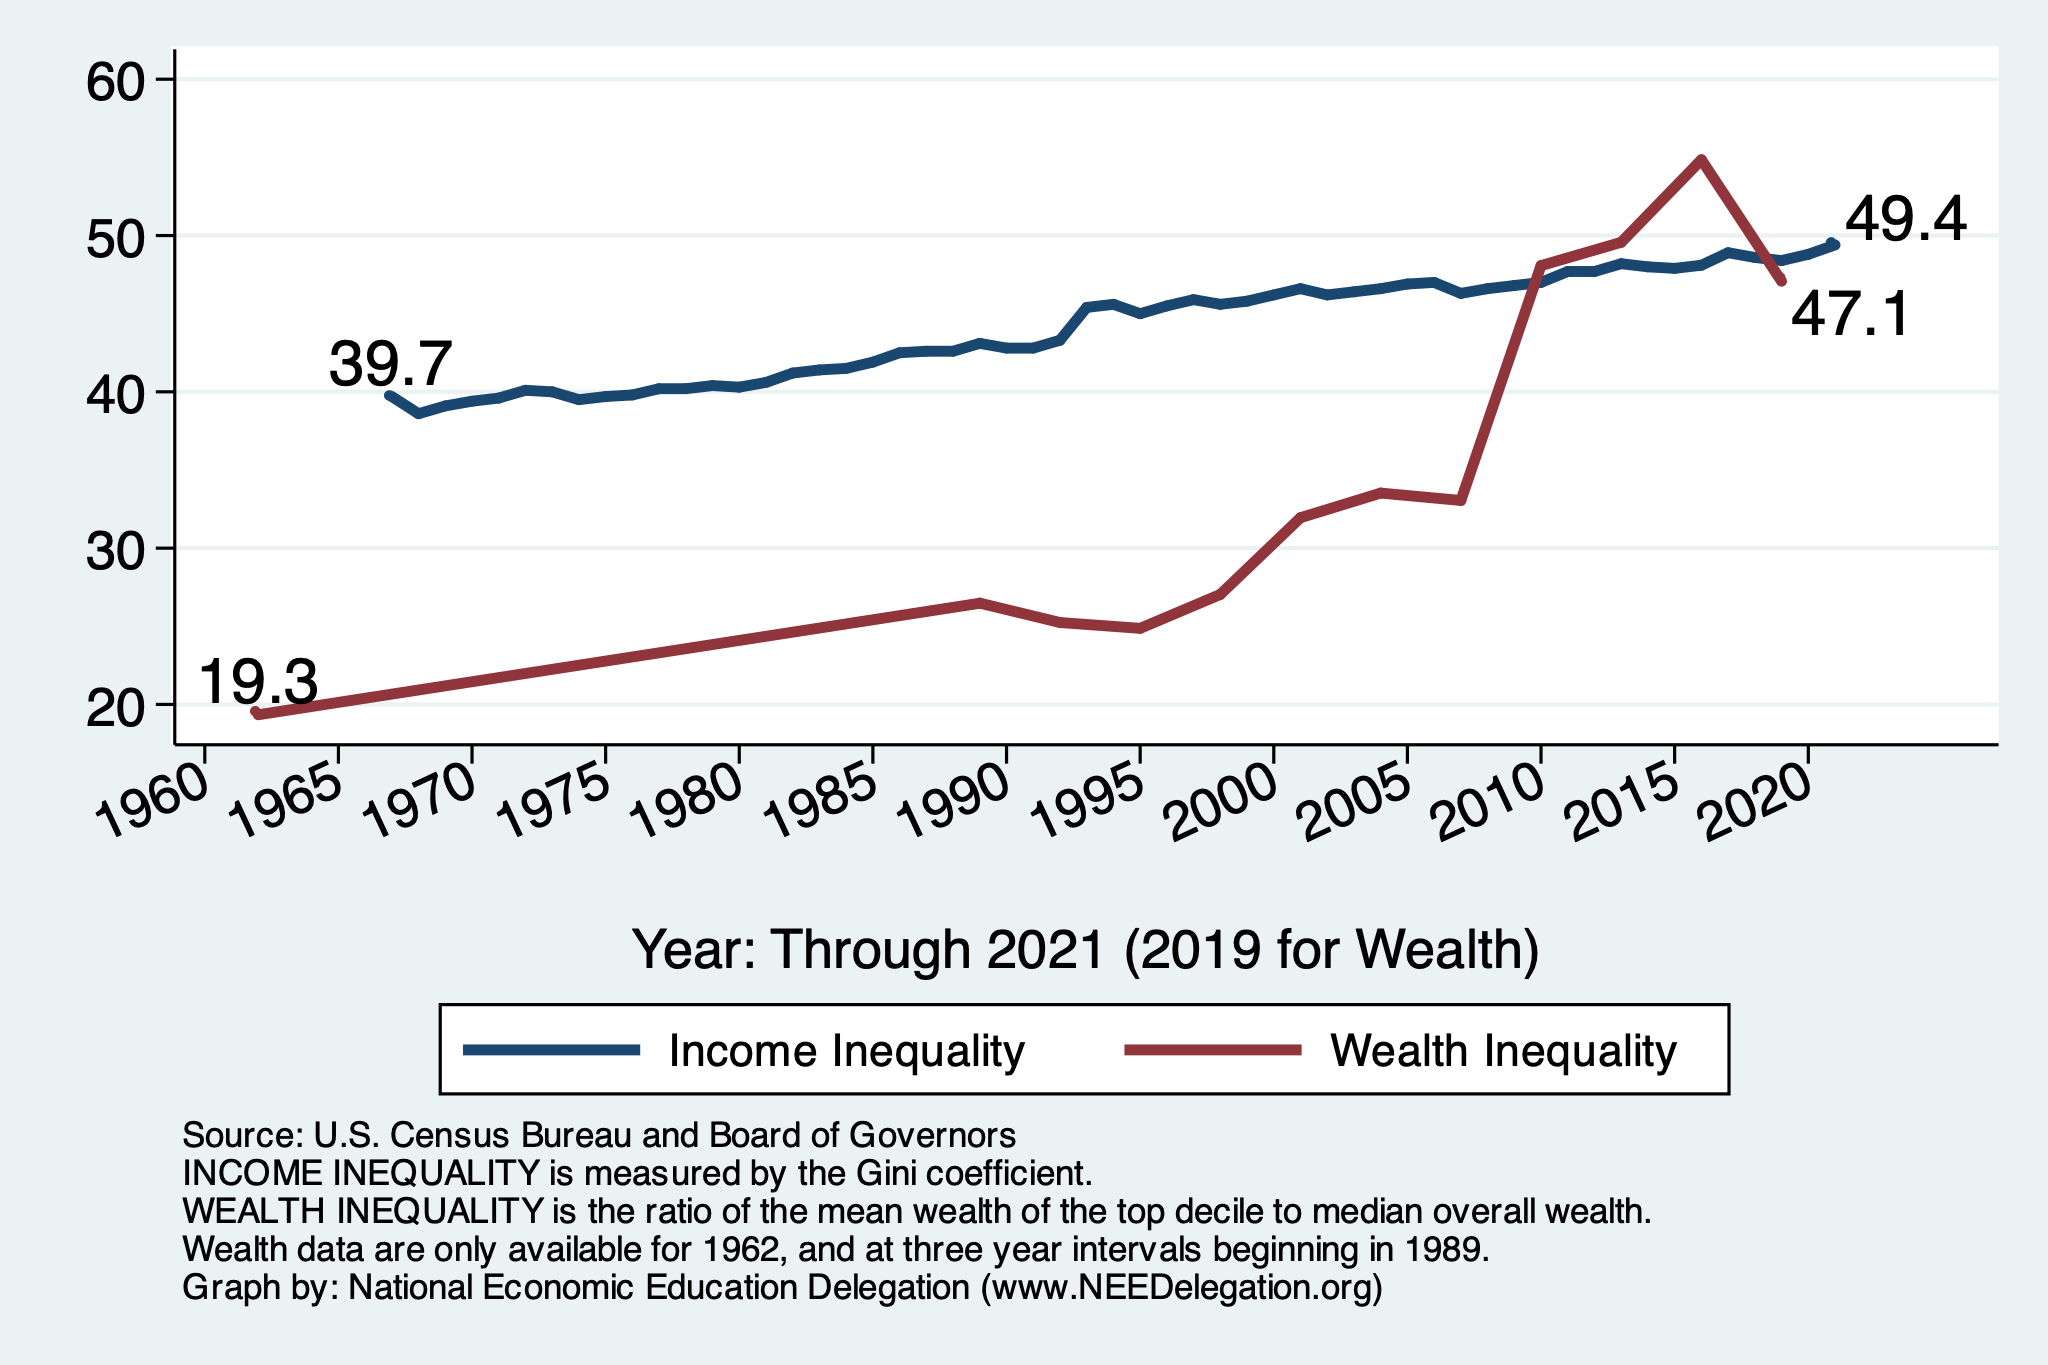 60
50
40
30
20
39.7
19.3
49.4
47.1
1960 1965 1970 1975 1980 1985 1990 1995 2000 2005 2010 2015 2020
Year: Through 2021 (2019 for Wealth)
Income Inequality Wealth Inequality
Source: U.S. Census Bureau and Board of Governors
INCOME INEQUALITY is measured by the Gini coefficient.
WEALTH INEQUALITY is the ratio of the mean wealth of the top decile to median overall wealth.
Wealth data are only available for 1962, and at three year intervals beginning in 1989.
Graph by: National Economic Education Delegation (www.NEEDelegation.org)